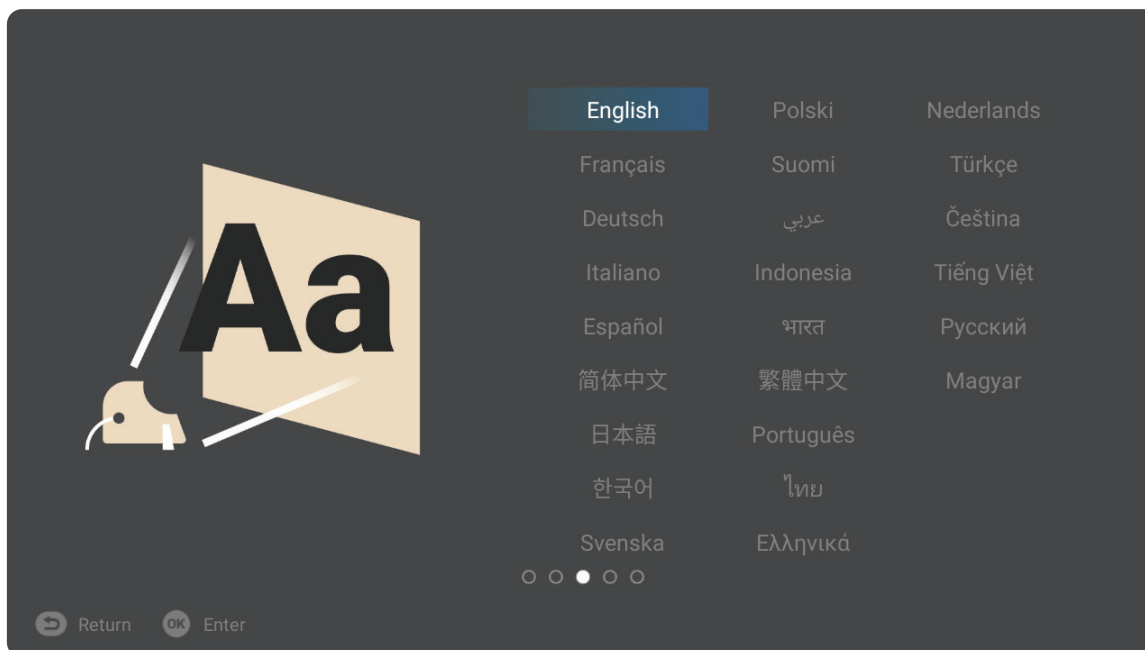 Aa
English Polski Nederlands
Français Suomi Türkçe
Deutsch عربي Čeština
Italiano Indonesia Tiếng Việt
Español भारत Русский
简体中文 繁體中文 Magyar
日本語 Português
한국어 ไทย
Svenska Ελληνικά
Return OK Enter